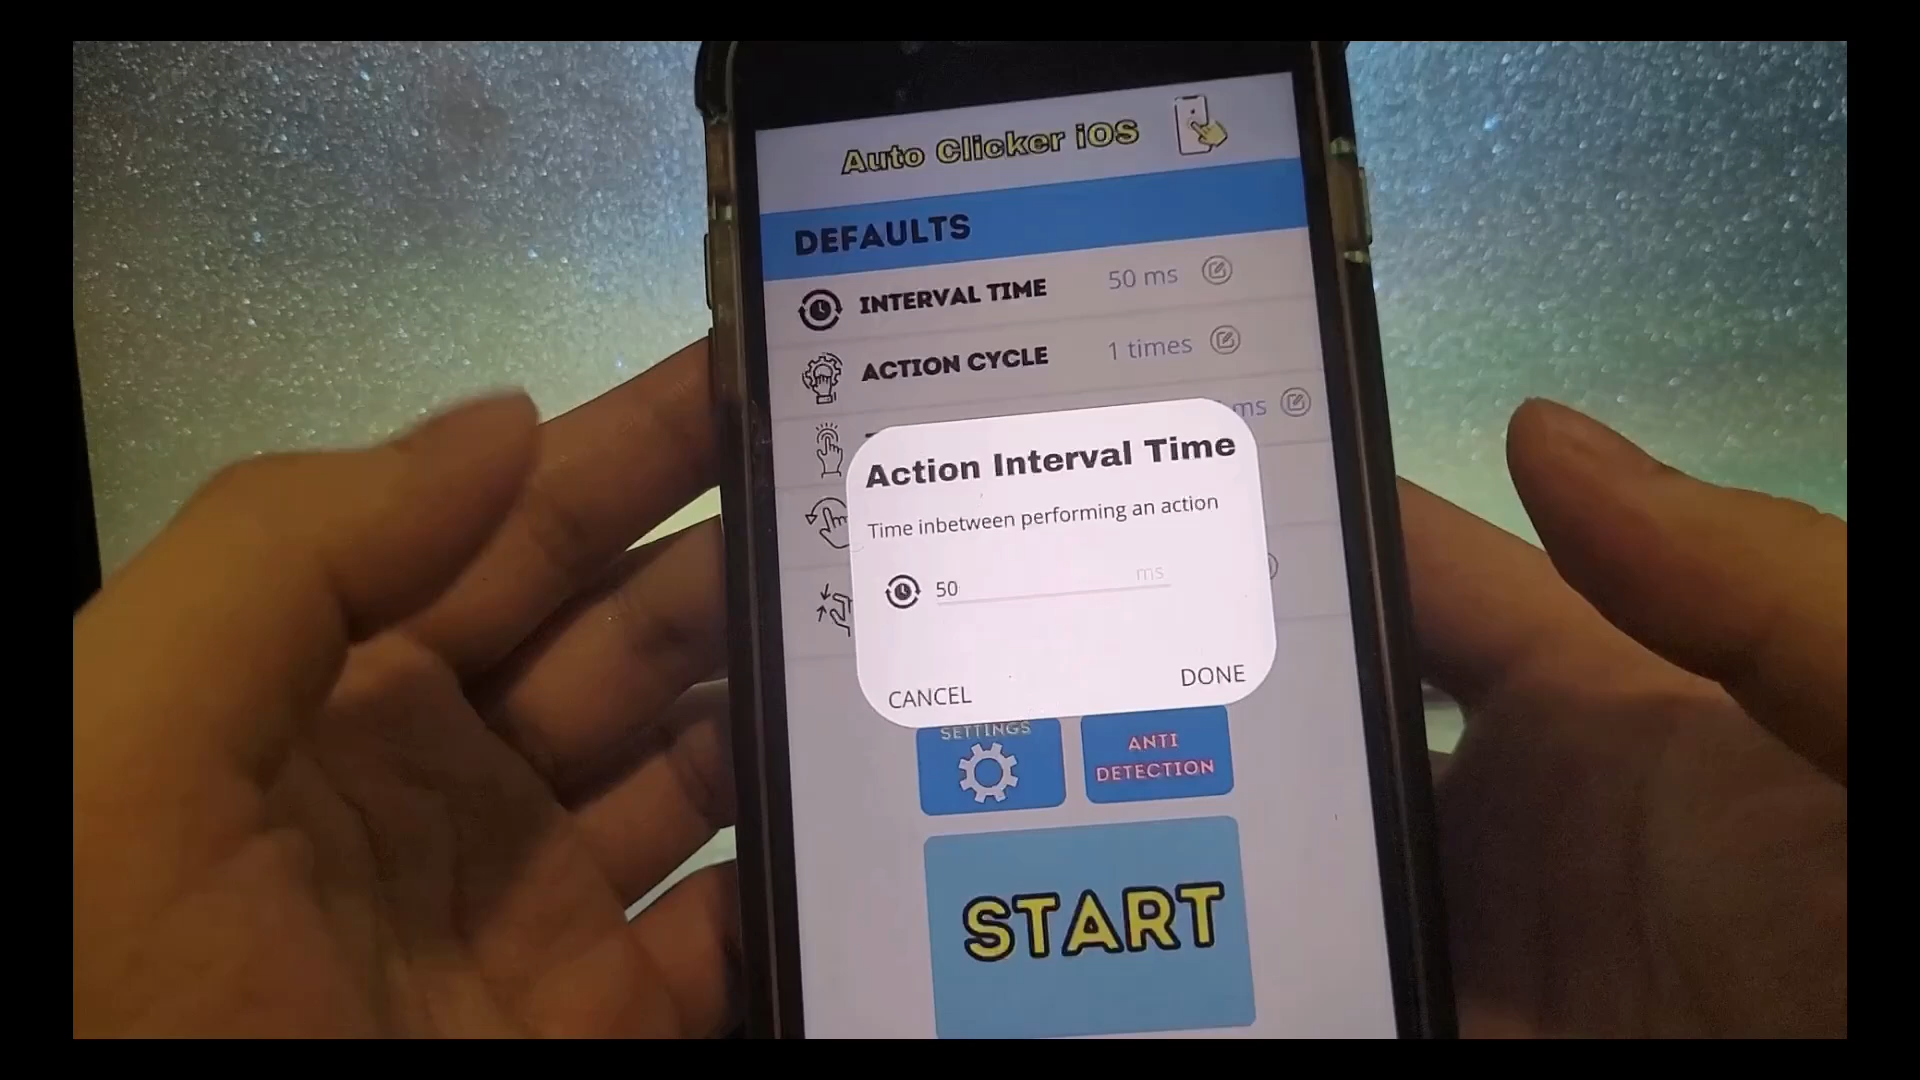 Auto Clicker iOS
DEFAULTS
INTERVAL TIME 50 ms
ACTION CYCLE 1 times
ms
Action Interval Time
Time inbetween performing an action
50 ms
CANCEL DONE
SETTINGS
ANTI
DETECTION
START